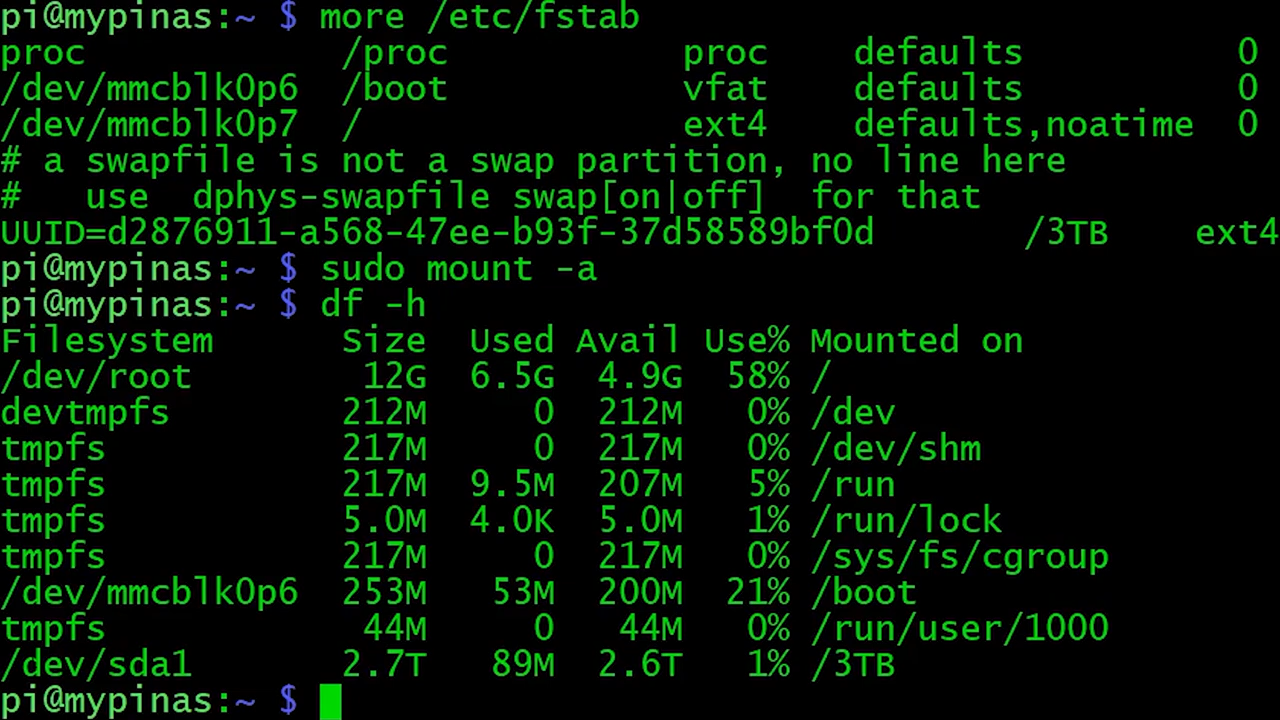 pi@mypinas:~ $ more /etc/fstab
proc /proc proc defaults 0
/dev/mmcblk0p6 /boot vfat defaults 0
/dev/mmcblk0p7 / ext4 defaults,noatime 0
# a swapfile is not a swap partition, no line here
# use dphys-swapfile swap[on|off] for that
UUID=d2876911-a568-47ee-b93f-37d58589bf0d /3TB ext4
pi@mypinas:~ $ sudo mount -a
pi@mypinas:~ $ df -h
Filesystem Size Used Avail Use% Mounted on
/dev/root 12G 6.5G 4.9G 58% /
devtmpfs 212M 0 212M 0% /dev
tmpfs 217M 0 217M 0% /dev/shm
tmpfs 217M 9.5M 207M 5% /run
tmpfs 5.0M 4.0K 5.0M 1% /run/lock
tmpfs 217M 0 217M 0% /sys/fs/cgroup
/dev/mmcblk0p6 253M 53M 200M 21% /boot
tmpfs 44M 0 44M 0% /run/user/1000
/dev/sda1 2.7T 89M 2.6T 1% /3TB
pi@mypinas:~ $